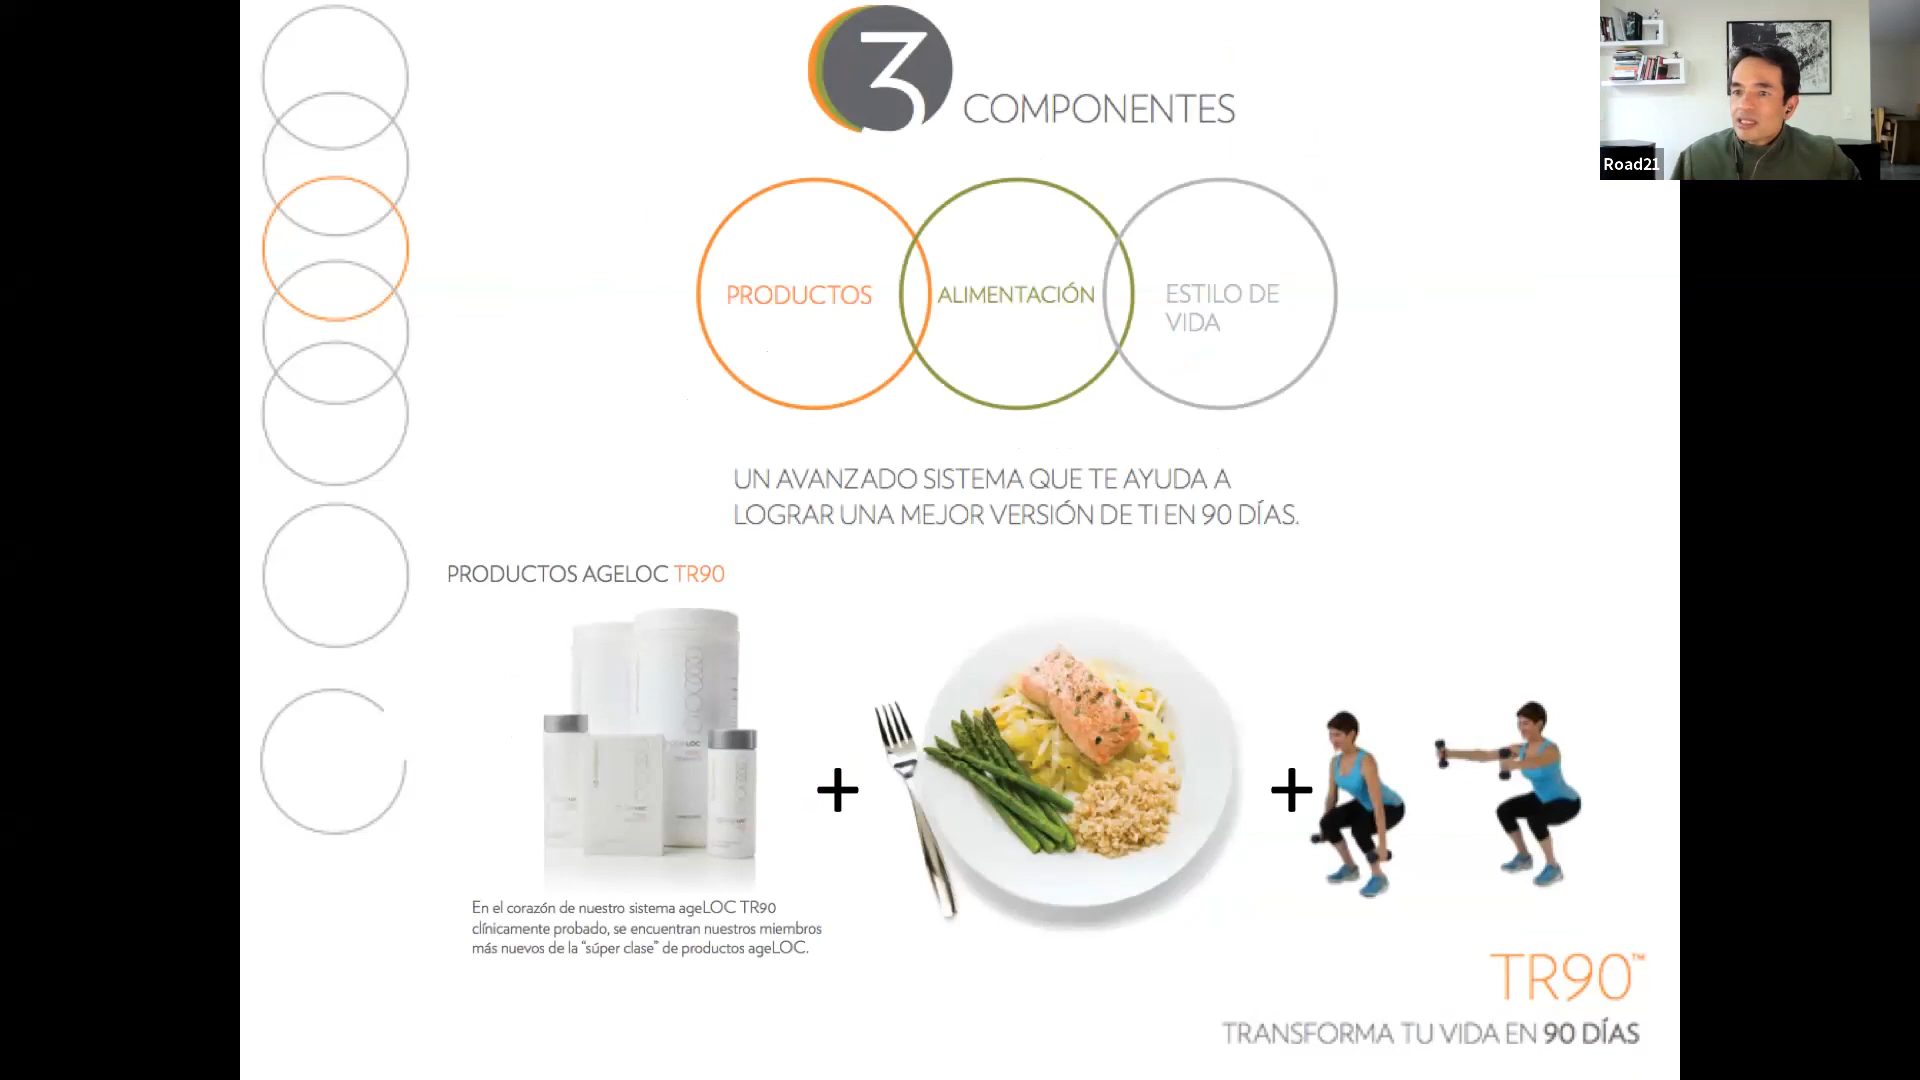 3 COMPONENTES
Road21
PRODUCTOS
ALIMENTACIÓN
ESTILO DE
VIDA
UN AVANZADO SISTEMA QUE TE AYUDA A
LOGRAR UNA MEJOR VERSIÓN DE TI EN 90 DÍAS.
PRODUCTOS AGELOC TR90
+
+
En el corazón de nuestro sistema ageLOC TR90
clínicamente probado, se encuentran nuestros miembros
más nuevos de la “súper clase” de productos ageLOC.
TR90™
TRANSFORMA TU VIDA EN 90 DÍAS